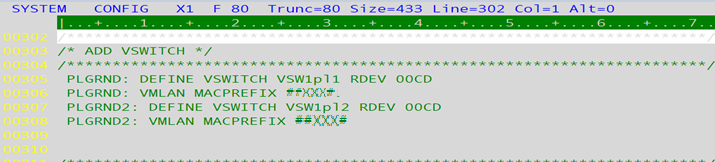 SYSTEM   CONFIG   X1  F 80  Trunc=80 Size=433 Line=302 Col=1 Alt=0
|...+....1....+....2....+....3....+....4....+....5....+....6....+....7..
00302
00303 /* ADD VSWITCH */
00304 /**********************************************************************/
00305  PLGRND: DEFINE VSWITCH VSW1pl1 RDEV 00CD
00306  PLGRND: VMLAN MACPREFIX ##XXX#.
00307  PLGRND2: DEFINE VSWITCH VSW1pl2 RDEV 00CD
00308  PLGRND2: VMLAN MACPREFIX ##XXX#
00309
00310